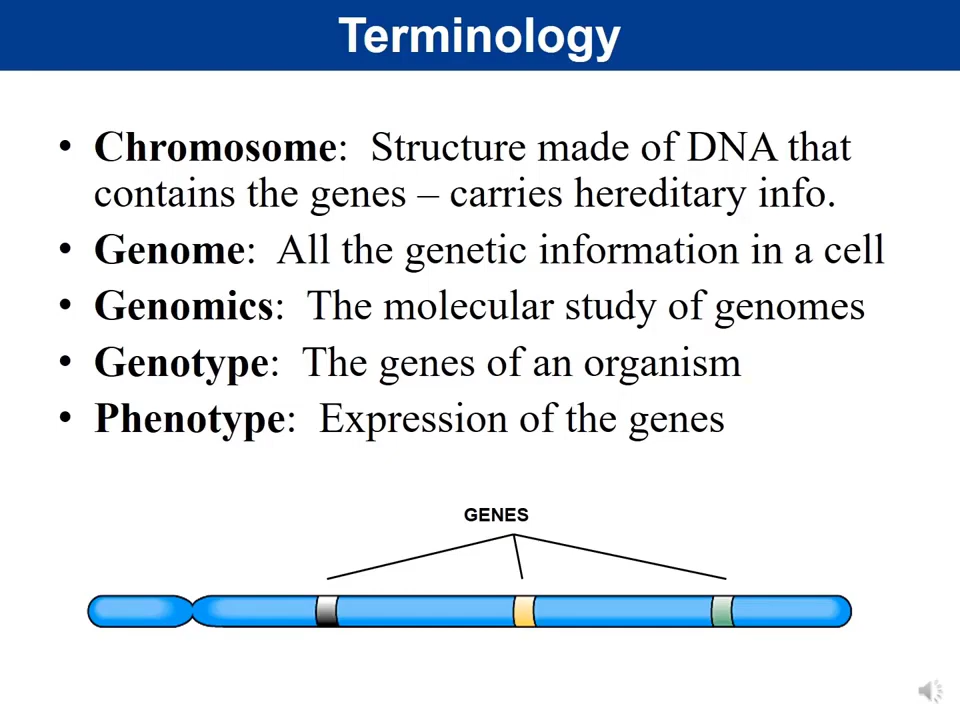 Terminology
• Chromosome:  Structure made of DNA that
contains the genes – carries hereditary info.
• Genome:  All the genetic information in a cell
• Genomics:  The molecular study of genomes
• Genotype:  The genes of an organism
• Phenotype:  Expression of the genes
GENES